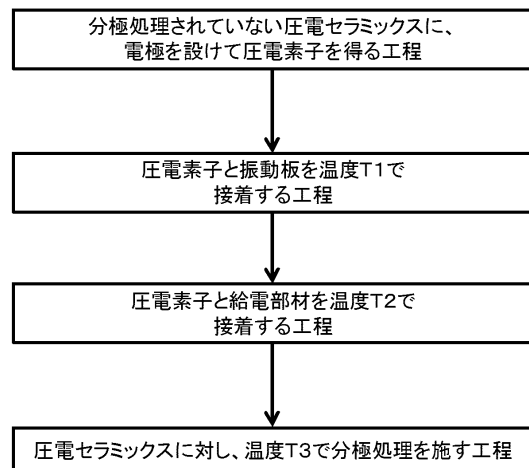 分極処理されていない圧電セラミックスに、
電極を設けて圧電素子を得る工程
圧電素子と振動板を温度T1で
接着する工程
圧電素子と給電部材を温度T2で
接着する工程
圧電セラミックスに対し、温度T3で分極処理を施す工程